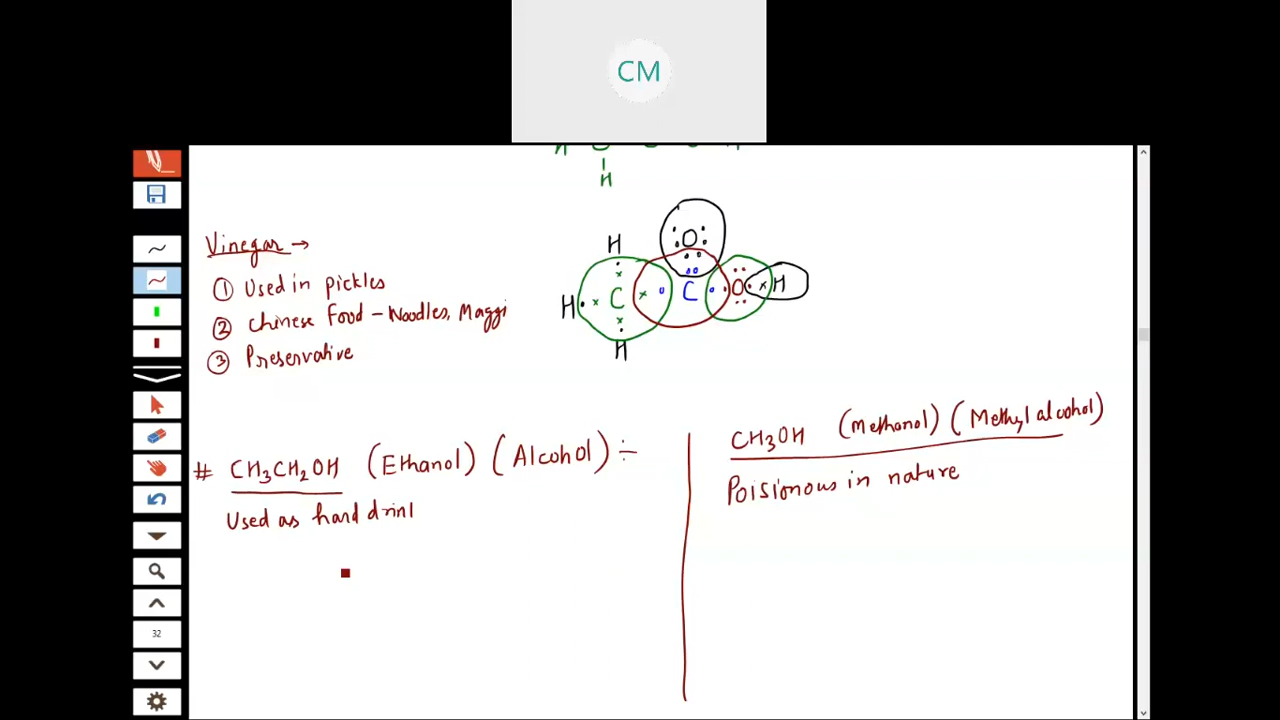 CM
H
H
Vinegar →
① Used in pickles
② Chinese Food - Noodles, Maggi
③ Preservative
H
O
H C C O H
H
# CH3CH2OH (Ethanol) (Alcohol) ÷
Used as hard drinl
CH3OH (Methanol) (Methyl alcohol)
Poisionous in nature
32